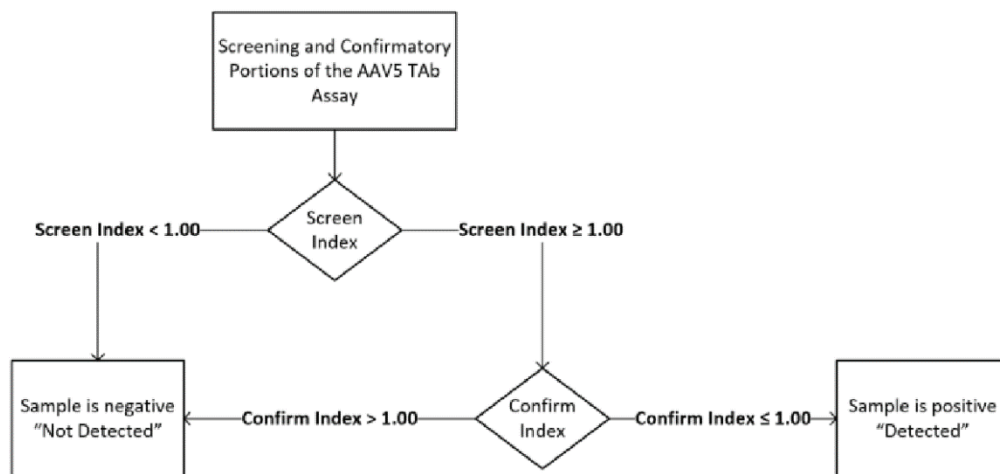 Screening and Confirmatory
Portions of the AAV5 TAb
Assay
Screen Index < 1.00
Screen
Index
Screen Index ≥ 1.00
Sample is negative
"Not Detected"
Confirm Index > 1.00
Confirm
Index
Confirm Index ≤ 1.00
Sample is positive
"Detected"